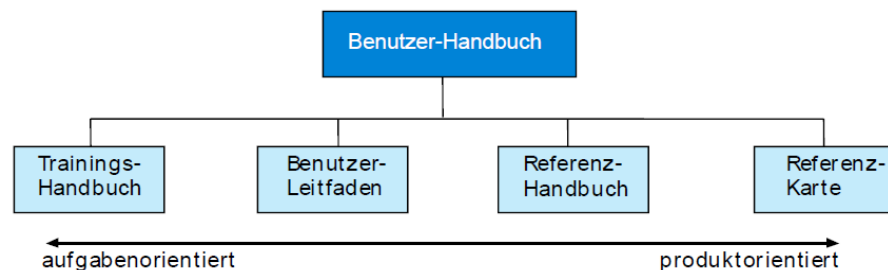 Benutzer-Handbuch
Trainings-
Handbuch
Benutzer-
Leitfaden
Referenz-
Handbuch
Referenz-
Karte
aufgabenorientiert
produktorientiert